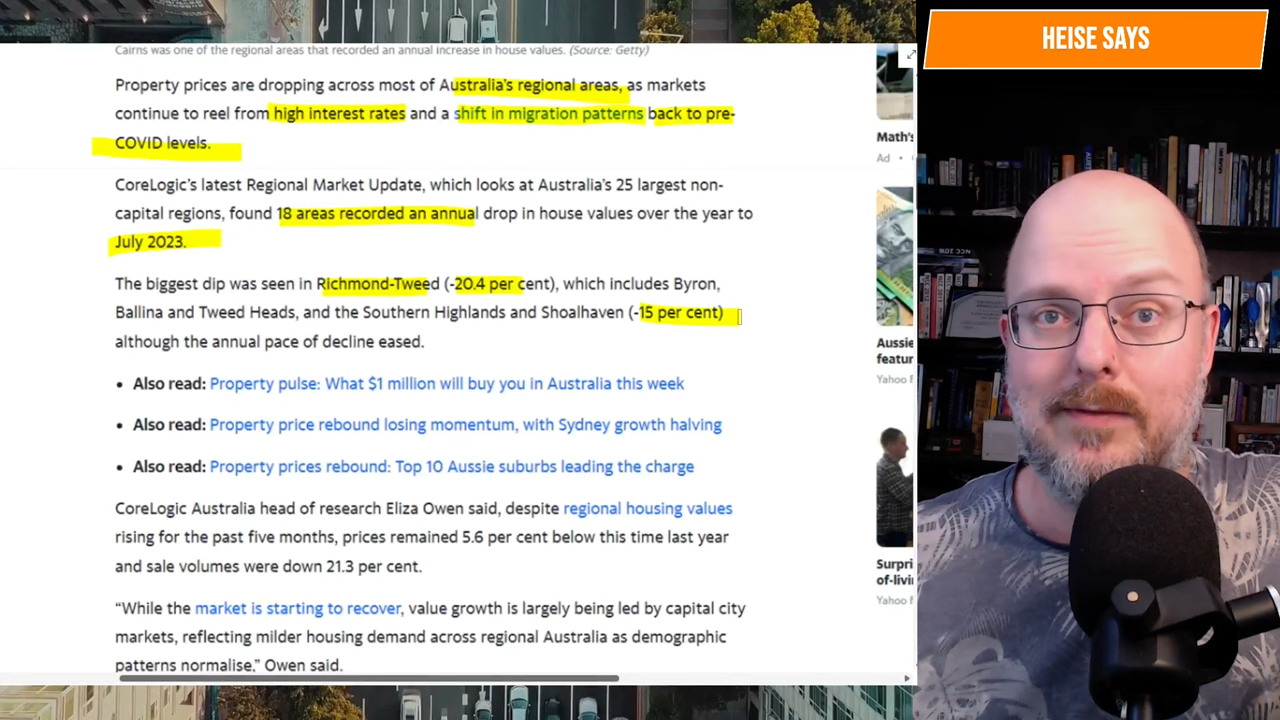 HEISE SAYS
Cairns was one of the regional areas that recorded an annual increase in house values. (Source: Getty)
Property prices are dropping across most of Australia's regional areas, as markets
continue to reel from high interest rates and a shift in migration patterns back to pre-
COVID levels.
CoreLogic's latest Regional Market Update, which looks at Australia's 25 largest non-
capital regions, found 18 areas recorded an annual drop in house values over the year to
July 2023.
The biggest dip was seen in Richmond-Tweed (-20.4 per cent), which includes Byron,
Ballina and Tweed Heads, and the Southern Highlands and Shoalhaven (-15 per cent)
although the annual pace of decline eased.
• Also read: Property pulse: What $1 million will buy you in Australia this week
• Also read: Property price rebound losing momentum, with Sydney growth halving
• Also read: Property prices rebound: Top 10 Aussie suburbs leading the charge
CoreLogic Australia head of research Eliza Owen said, despite regional housing values
rising for the past five months, prices remained 5.6 per cent below this time last year
and sale volumes were down 21.3 per cent.
“While the market is starting to recover, value growth is largely being led by capital city
markets, reflecting milder housing demand across regional Australia as demographic
patterns normalise,” Owen said.
Math's
Ad •
Aussie
featur
Yahoo F
Surpri
of-livi
Yahoo F